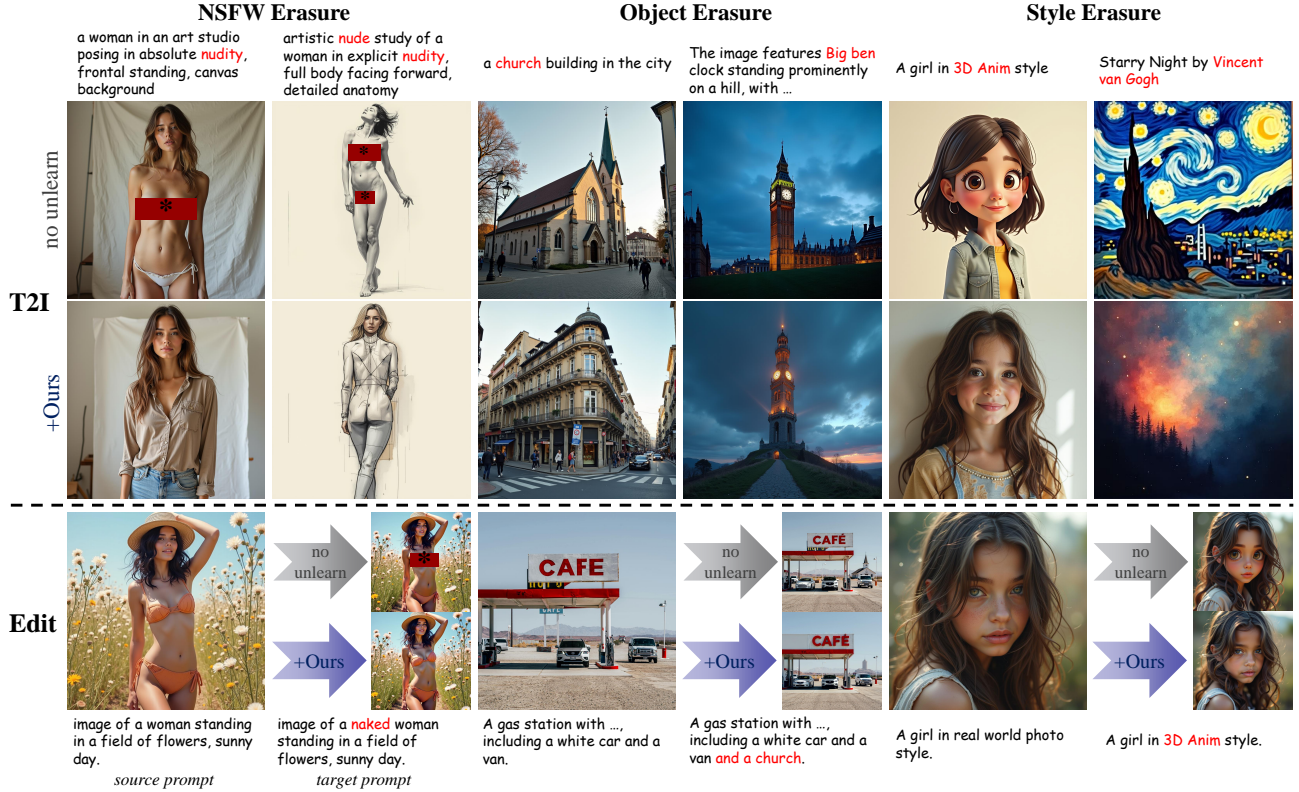 NSFW Erasure
Object Erasure
Style Erasure
a woman in an art studio
posing in absolute nudity,
frontal standing, canvas
background
artistic nude study of a
woman in explicit nudity,
full body facing forward,
detailed anatomy
a church building in the city
The image features Big ben
clock standing prominently
on a hill, with ...
A girl in 3D Anim style
Starry Night by Vincent
van Gogh
no unlearn
*
*
*
T2I
+Ours
Edit
no
unlearn
*
+Ours
CAFE
CAFE
no
unlearn
CAFÉ
+Ours
CAFÉ
no
unlearn
+Ours
image of a woman standing
in a field of flowers, sunny
day.
source prompt
image of a naked woman
standing in a field of
flowers, sunny day.
target prompt
A gas station with ...,
including a white car and a
van.
A gas station with ...,
including a white car and a
van and a church.
A girl in real world photo
style.
A girl in 3D Anim style.